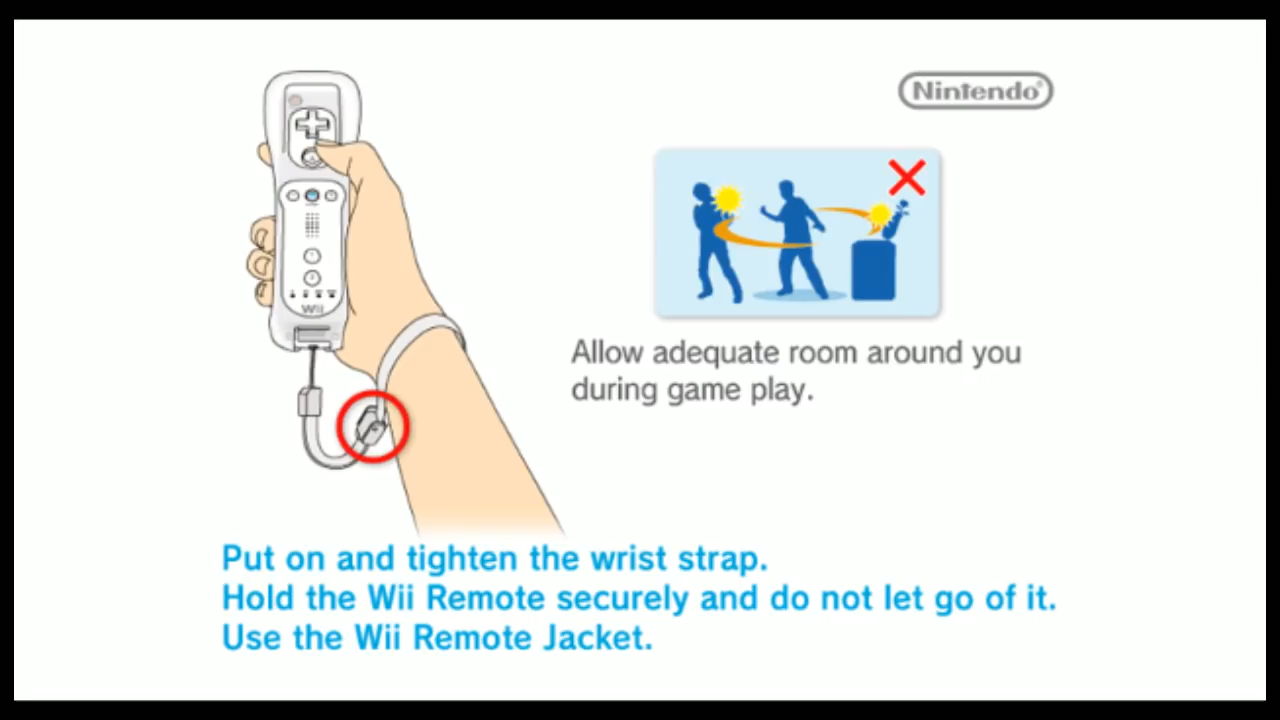 Nintendo®
Wii
Allow adequate room around you
during game play.
Put on and tighten the wrist strap.
Hold the Wii Remote securely and do not let go of it.
Use the Wii Remote Jacket.